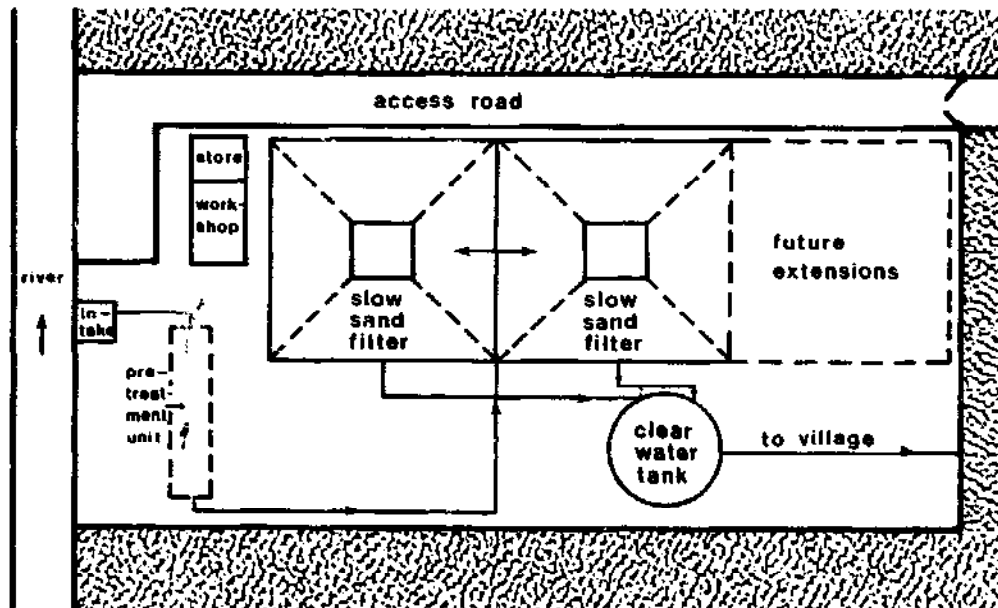 access road
store
work-
shop
river
in-
take
slow
sand
filter
slow
sand
filter
future
extensions
pre-
treat-
ment
unit
clear
water
tank
to village